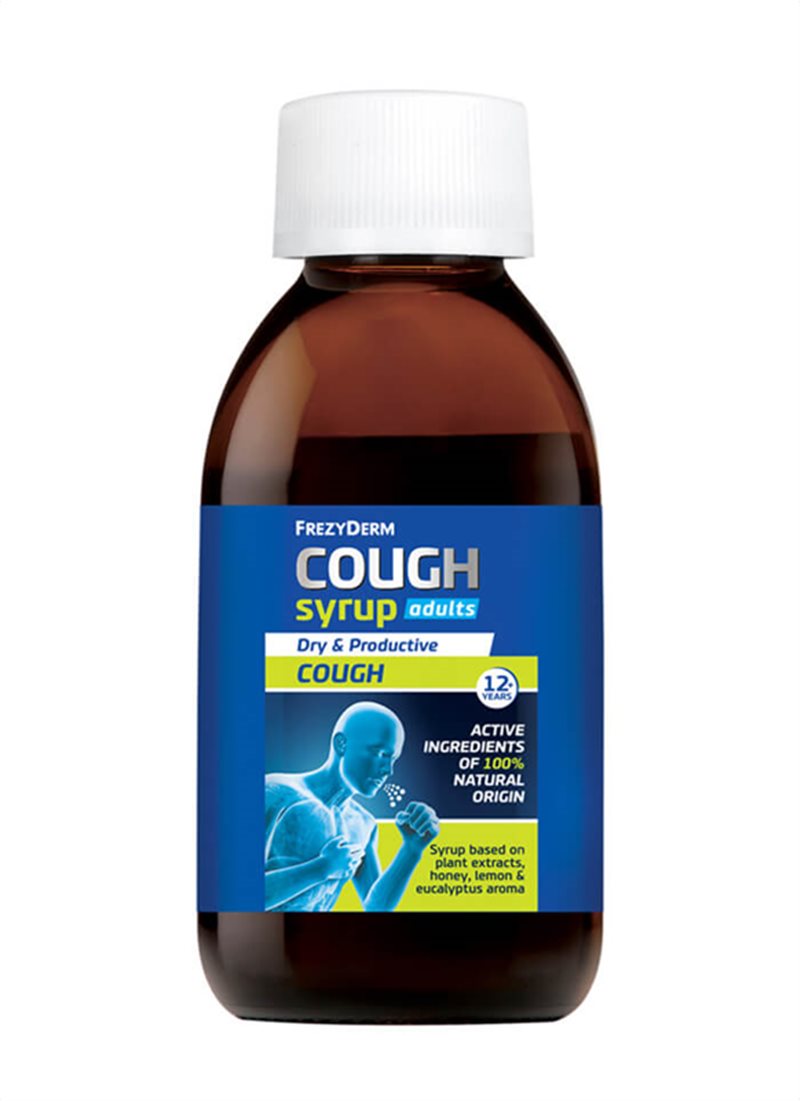 FREZYDERM
COUGH
syrup adults
Dry & Productive
COUGH
12+
YEARS
ACTIVE
INGREDIENTS
OF 100%
NATURAL
ORIGIN
Syrup based on
plant extracts,
honey, lemon &
eucalyptus aroma